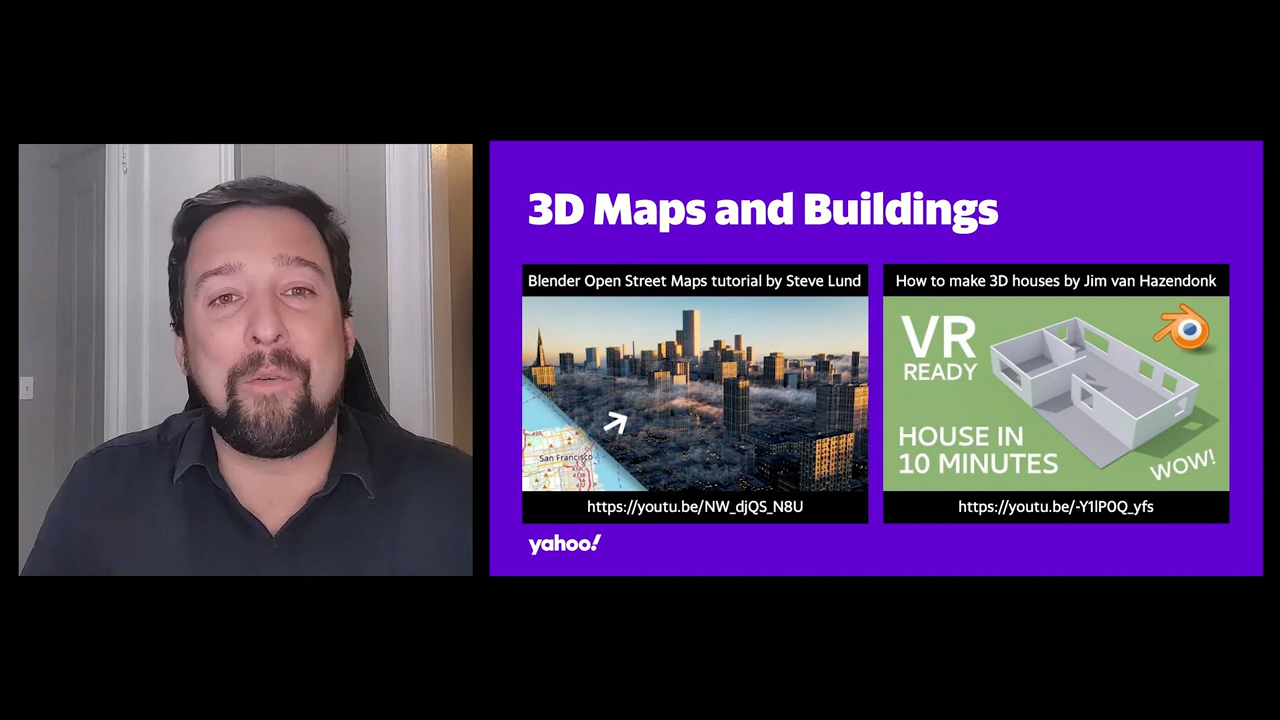 3D Maps and Buildings
Blender Open Street Maps tutorial by Steve Lund
San Francisco
https://youtu.be/NW_djQS_N8U
How to make 3D houses by Jim van Hazendonk
VR
READY
HOUSE IN
10 MINUTES
WOW!
https://youtu.be/-Y1lP0Q_yfs
yahoo!